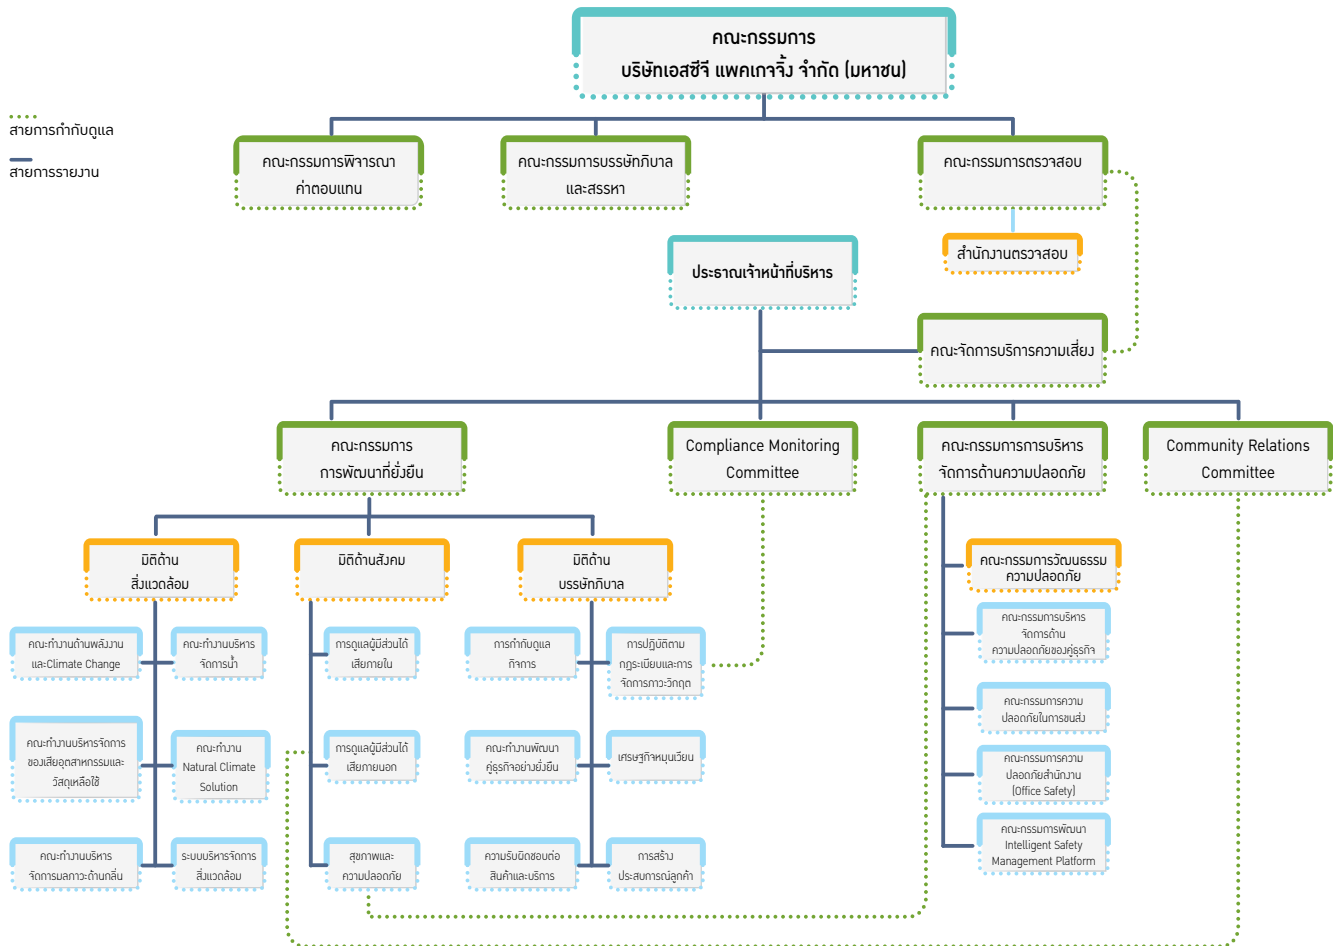 คณะกรรมการ
บริษัทเอสซีจี แพคเกจจิ้ง จำกัด (มหาชน)
สายการกำกับดูแล
สายการรายงาน
คณะกรรมการพิจารณา
ค่าตอบแทน
คณะกรรมการบรรษัทภิบาล
และสรรหา
คณะกรรมการตรวจสอบ
สำนักงานตรวจสอบ
ประธาณเจ้าหน้าที่บริหาร
คณะจัดการบริการความเสี่ยง
คณะกรรมการ
การพัฒนาที่ยั่งยืน
Compliance Monitoring
Committee
คณะกรรมการการบริหาร
จัดการด้านความปลอดภัย
Community Relations
Committee
มิติด้าน
สิ่งแวดล้อม
มิติด้านสังคม
มิติด้าน
บรรษัทภิบาล
คณะทำงานด้านพลังงาน
และClimate Change
คณะทำงานบริหาร
จัดการน้ำ
คณะทำงานบริหารจัดการ
ของเสียอุตสาหกรรมและ
วัสดุเหลือใช้
คณะทำงาน
Natural Climate
Solution
คณะทำงานบริหาร
จัดการมลภาวะด้านกลิ่น
ระบบบริหารจัดการ
สิ่งแวดล้อม
การดูแลผู้มีส่วนได้
เสียภายใน
การดูแลผู้มีส่วนได้
เสียภายนอก
สุขภาพและ
ความปลอดภัย
การกำกับดูแล
กิจการ
การปฏิบัติตาม
กฎระเบียบและการ
จัดการภาวะวิกฤต
คณะทำงานพัฒนา
คู่ธุรกิจอย่างยั่งยืน
เศรษฐกิจหมุนเวียน
ความรับผิดชอบต่อ
สินค้าและบริการ
การสร้าง
ประสบการณ์ลูกค้า
คณะกรรมการวัฒนธรรม
ความปลอดภัย
คณะกรรมการบริหาร
จัดการด้าน
ความปลอดภัยของคู่ธุรกิจ
คณะกรรมการความ
ปลอดภัยในการขนส่ง
คณะกรรมการความ
ปลอดภัยสำนักงาน
(Office Safety)
คณะกรรมการพัฒนา
Intelligent Safety
Management Platform